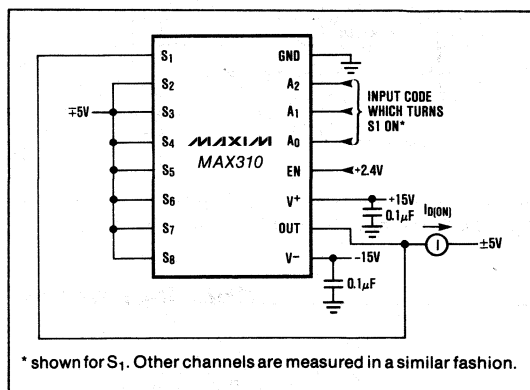 S1
GND
S2
A2
∓5V
S3
A1
INPUT CODE
WHICH TURNS
S1 ON*
S4
MAXIM
A0
MAX310
S5
EN
+2.4V
S6
V+
+15V
0.1μF
ID(ON)
S7
OUT
I
±5V
S8
V−
−15V
0.1μF
* shown for S1. Other channels are measured in a similar fashion.